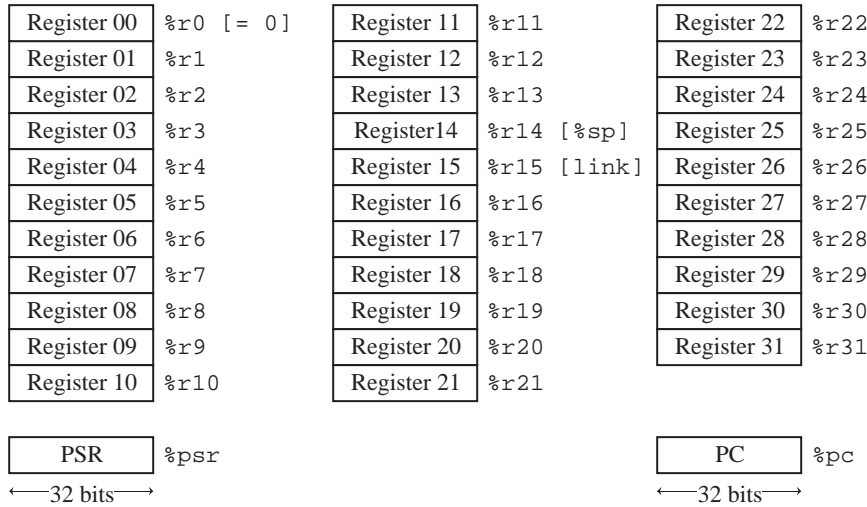 Register 00 %r0 [= 0] Register 11 %r11 Register 22 %r22
Register 01 %r1 Register 12 %r12 Register 23 %r23
Register 02 %r2 Register 13 %r13 Register 24 %r24
Register 03 %r3 Register14 %r14 [%sp] Register 25 %r25
Register 04 %r4 Register 15 %r15 [link] Register 26 %r26
Register 05 %r5 Register 16 %r16 Register 27 %r27
Register 06 %r6 Register 17 %r17 Register 28 %r28
Register 07 %r7 Register 18 %r18 Register 29 %r29
Register 08 %r8 Register 19 %r19 Register 30 %r30
Register 09 %r9 Register 20 %r20 Register 31 %r31
Register 10 %r10 Register 21 %r21
PSR %psr PC %pc
32 bits 32 bits